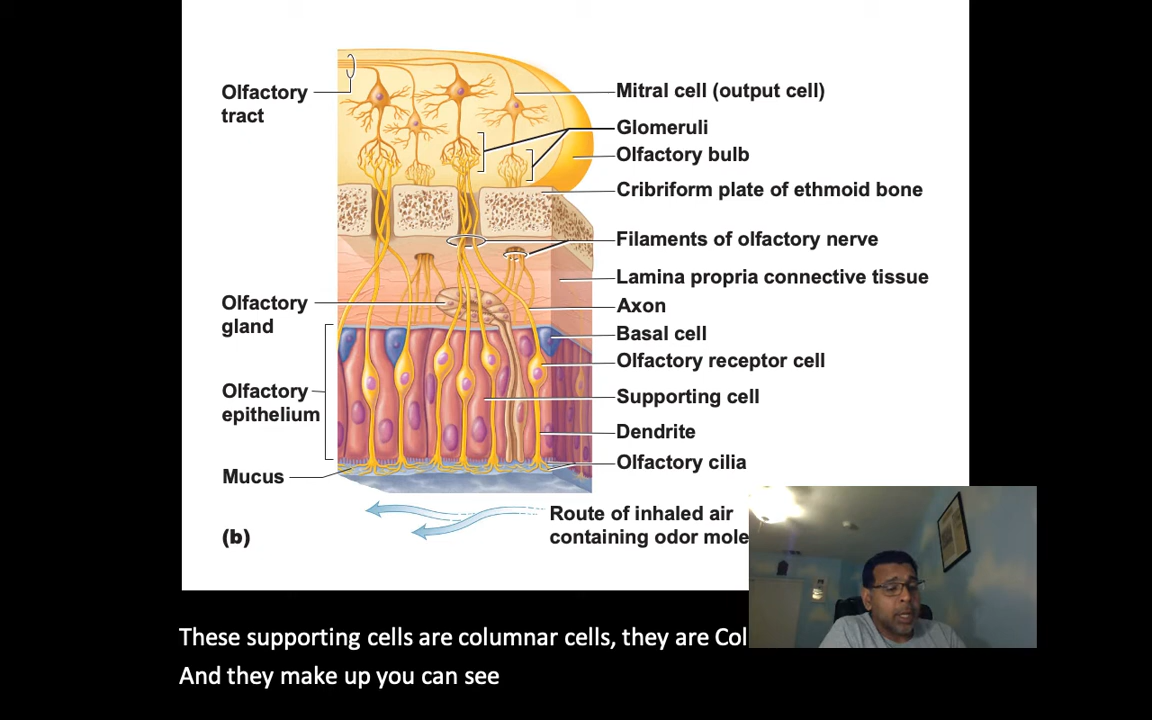 Olfactory
tract
Mitral cell (output cell)
Glomeruli
Olfactory bulb
Cribriform plate of ethmoid bone
Filaments of olfactory nerve
Lamina propria connective tissue
Olfactory
gland
Axon
Basal cell
Olfactory receptor cell
Olfactory
epithelium
Supporting cell
Dendrite
Olfactory cilia
Mucus
Route of inhaled air
containing odor mole
(b)
These supporting cells are columnar cells, they are Col
And they make up you can see